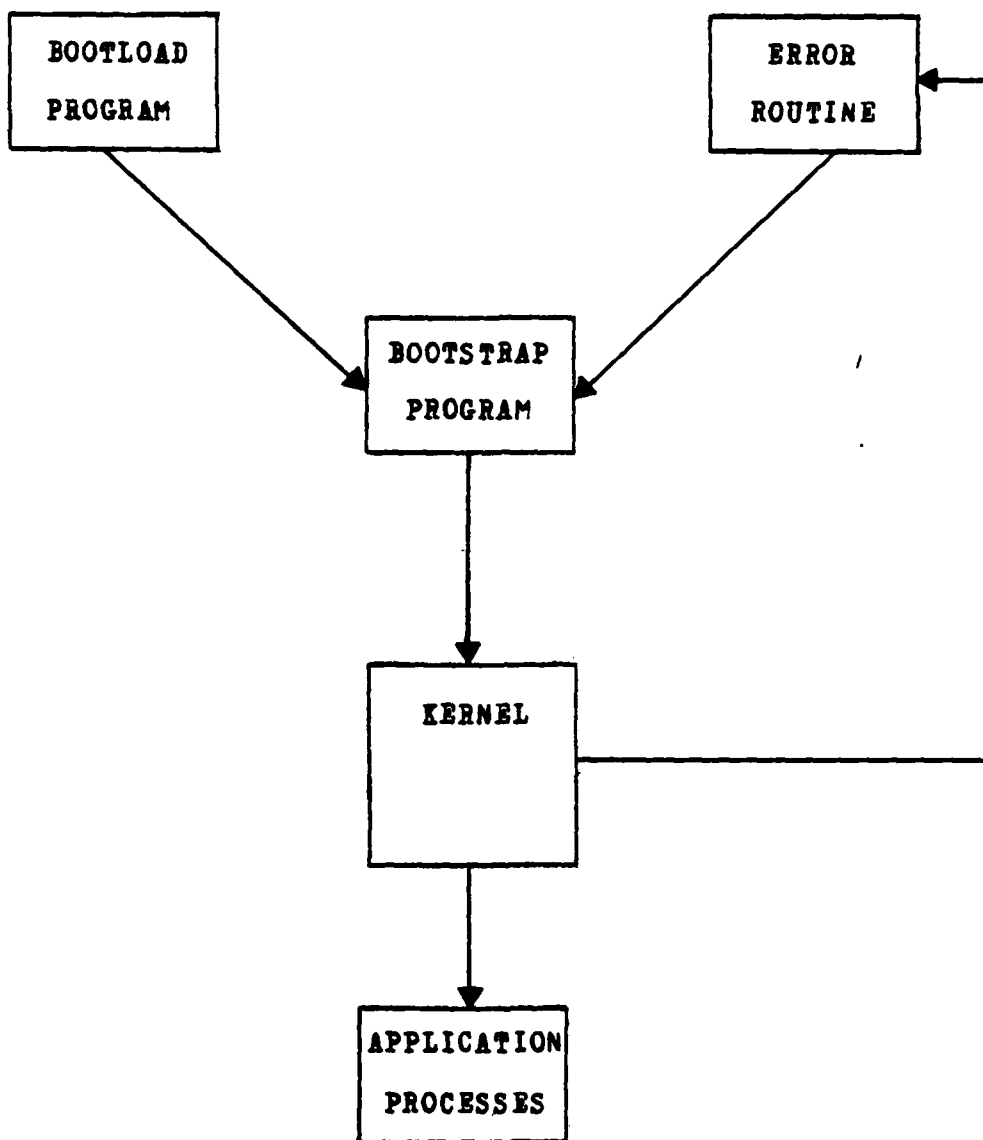 BOOTLOAD
PROGRAM
ERROR
ROUTINE
BOOTSTRAP
PROGRAM
KERNEL
APPLICATION
PROCESSES